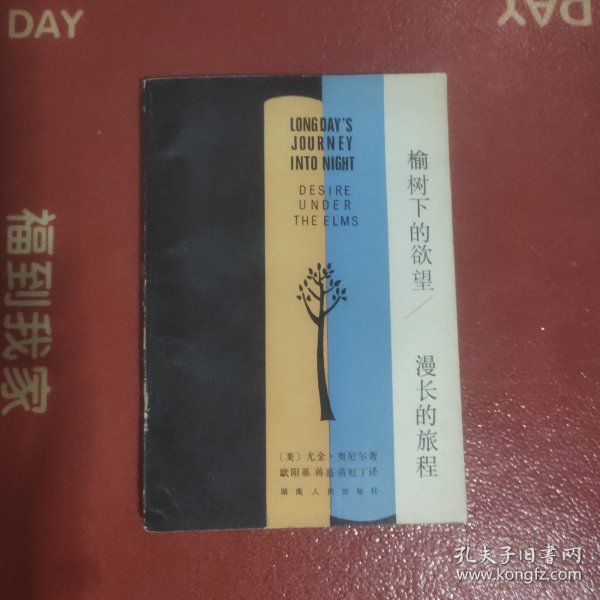 DAY
DAY
DAY
福到我家
LONG DAY'S
JOURNEY
INTO NIGHT
DESIRE
UNDER
THE ELMS
榆树下的欲望/漫长的旅程
〔美〕尤金·奥尼尔著
欧阳基 蒋嘉 蒋虹丁译
湖南人民出版社
孔夫子旧书网
www.kongfz.com